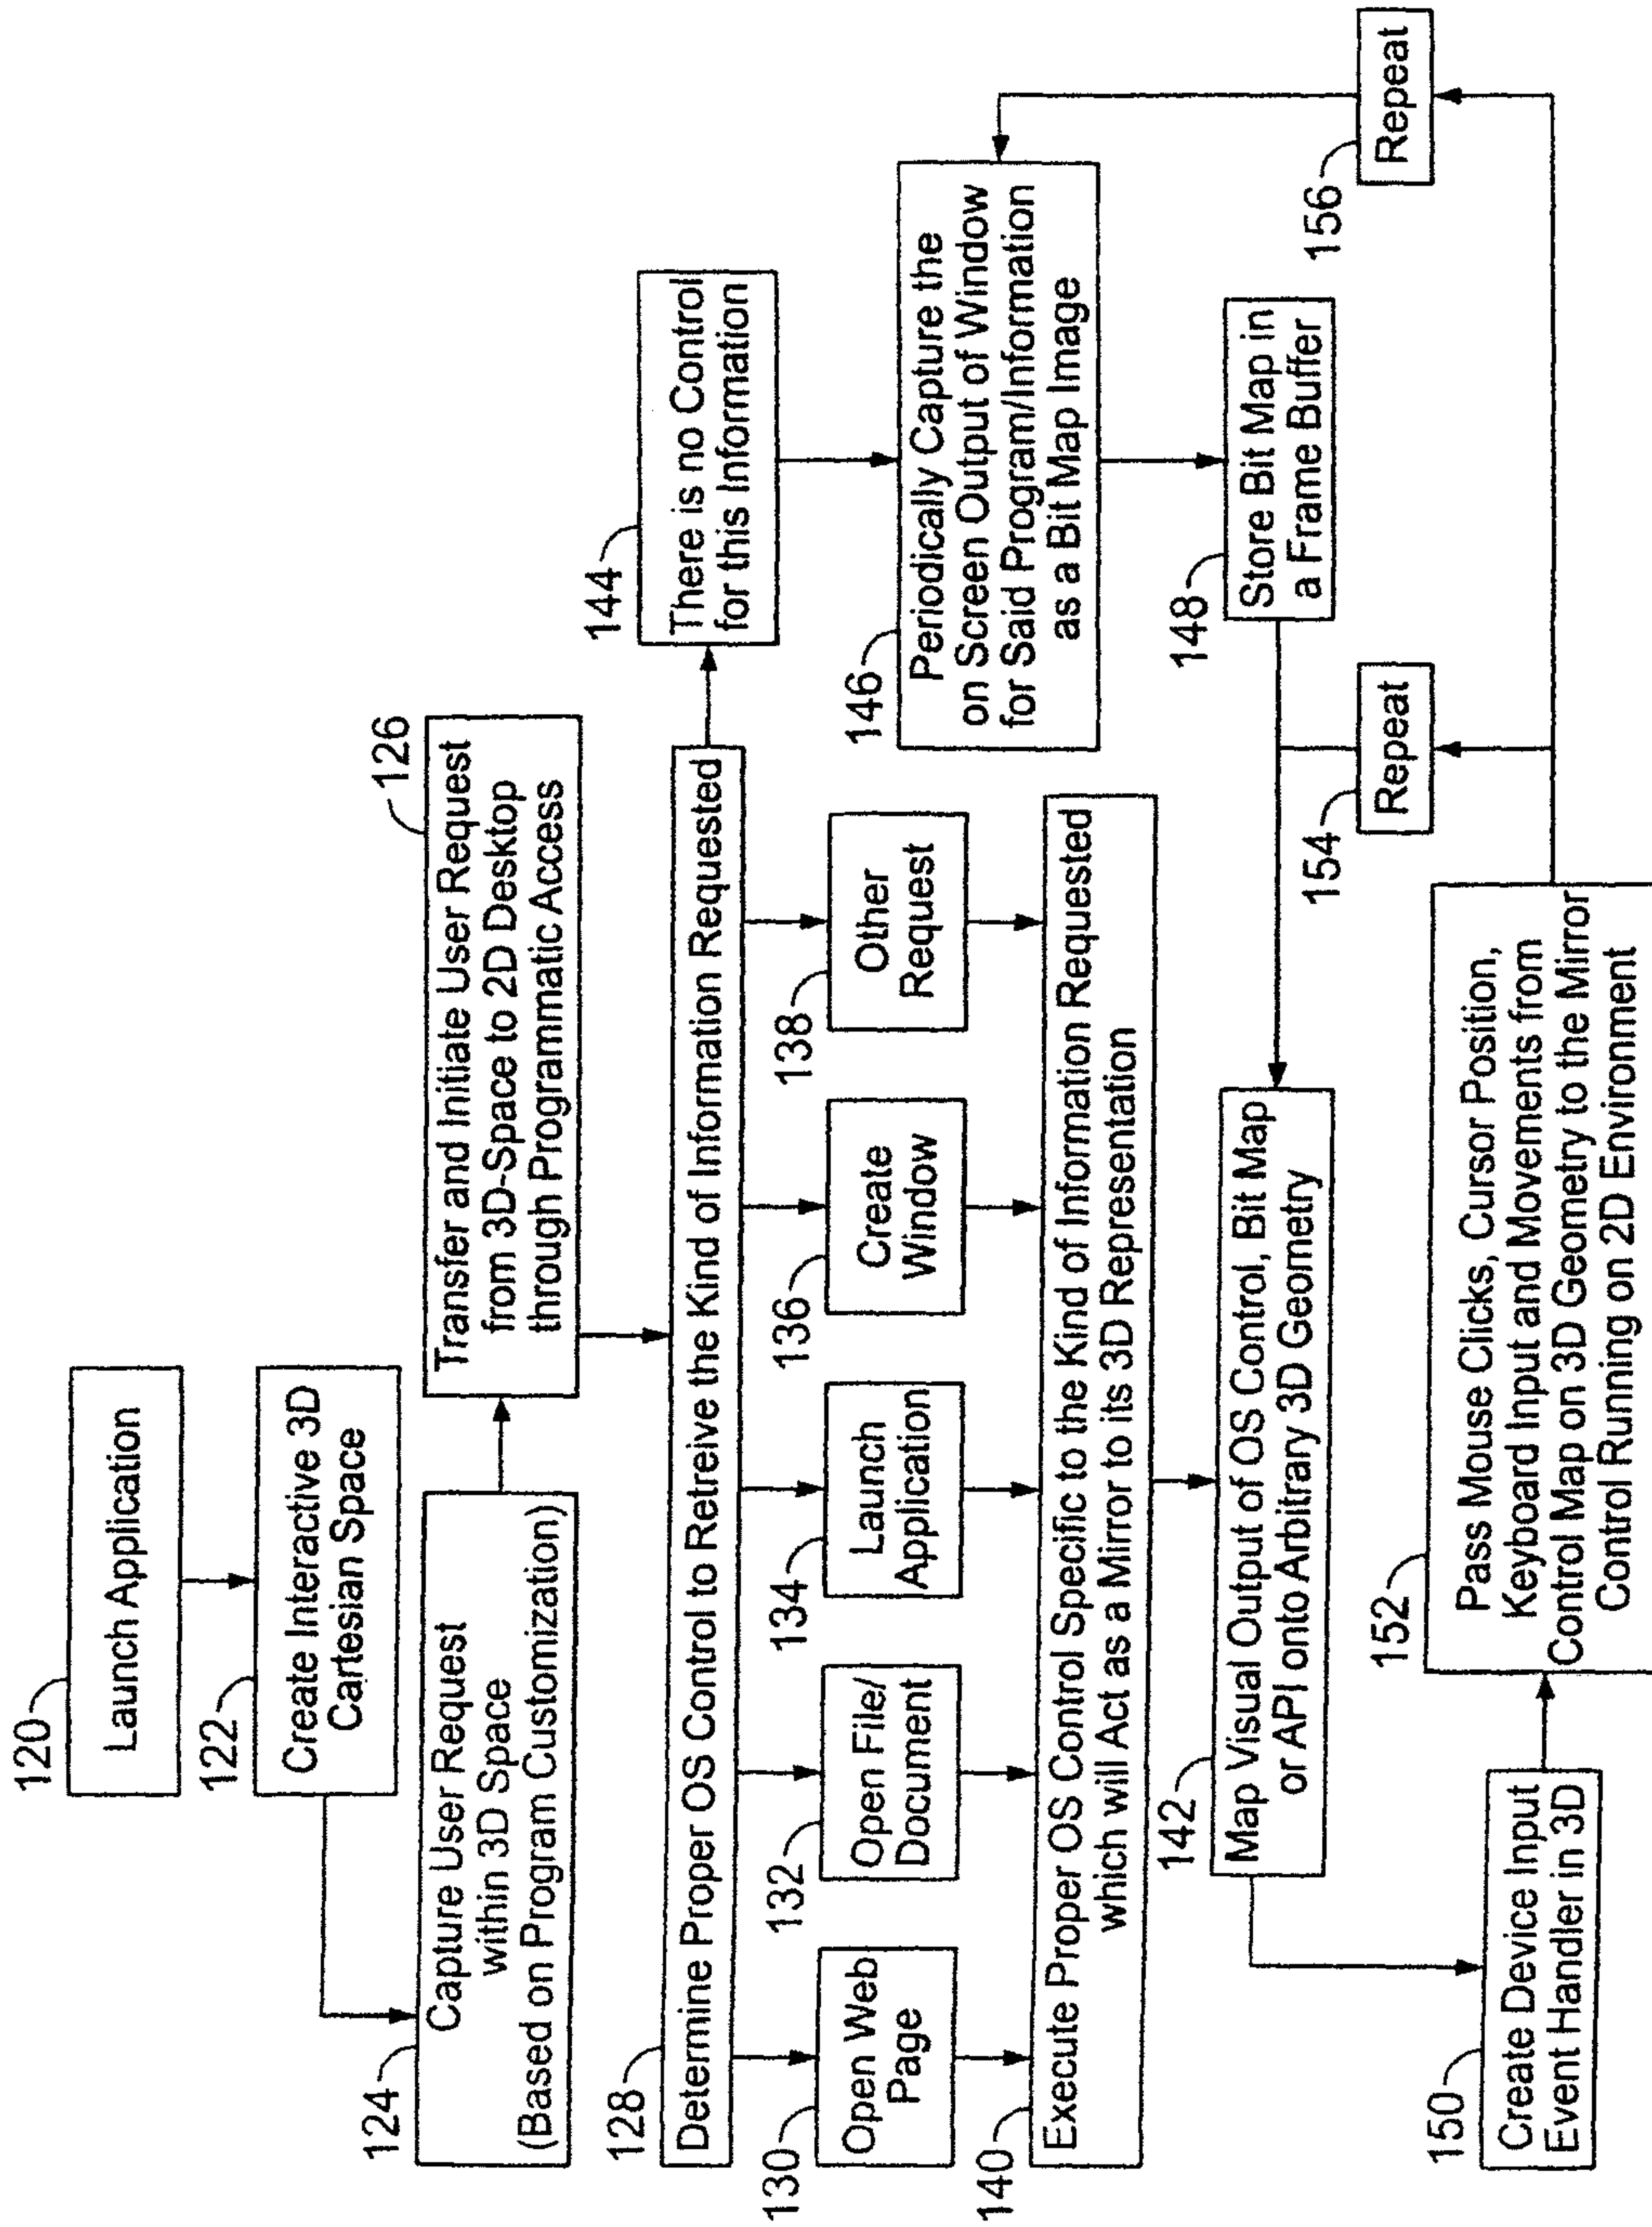 120
Launch Application
122
Create Interactive 3D
Cartesian Space
124
Capture User Request
within 3D Space
(Based on Program Customization)
126
Transfer and Initiate User Request
from 3D-Space to 2D Desktop
through Programmatic Access
128
Determine Proper OS Control to Retreive the Kind of Information Requested
130
Open Web
Page
132
Open File/
Document
134
Launch
Application
136
Create
Window
138
Other
Request
140
Execute Proper OS Control Specific to the Kind of Information Requested
which will Act as a Mirror to its 3D Representation
144
There is no Control
for this Information
146
Periodically Capture the
on Screen Output of Window
for Said Program/Information
as a Bit Map Image
148
Store Bit Map in
a Frame Buffer
142
Map Visual Output of OS Control, Bit Map
or API onto Arbitrary 3D Geometry
150
Create Device Input
Event Handler in 3D
152
Pass Mouse Clicks, Cursor Position,
Keyboard Input and Movements from
Control Map on 3D Geometry to the Mirror
Control Running on 2D Environment
154
Repeat
156
Repeat